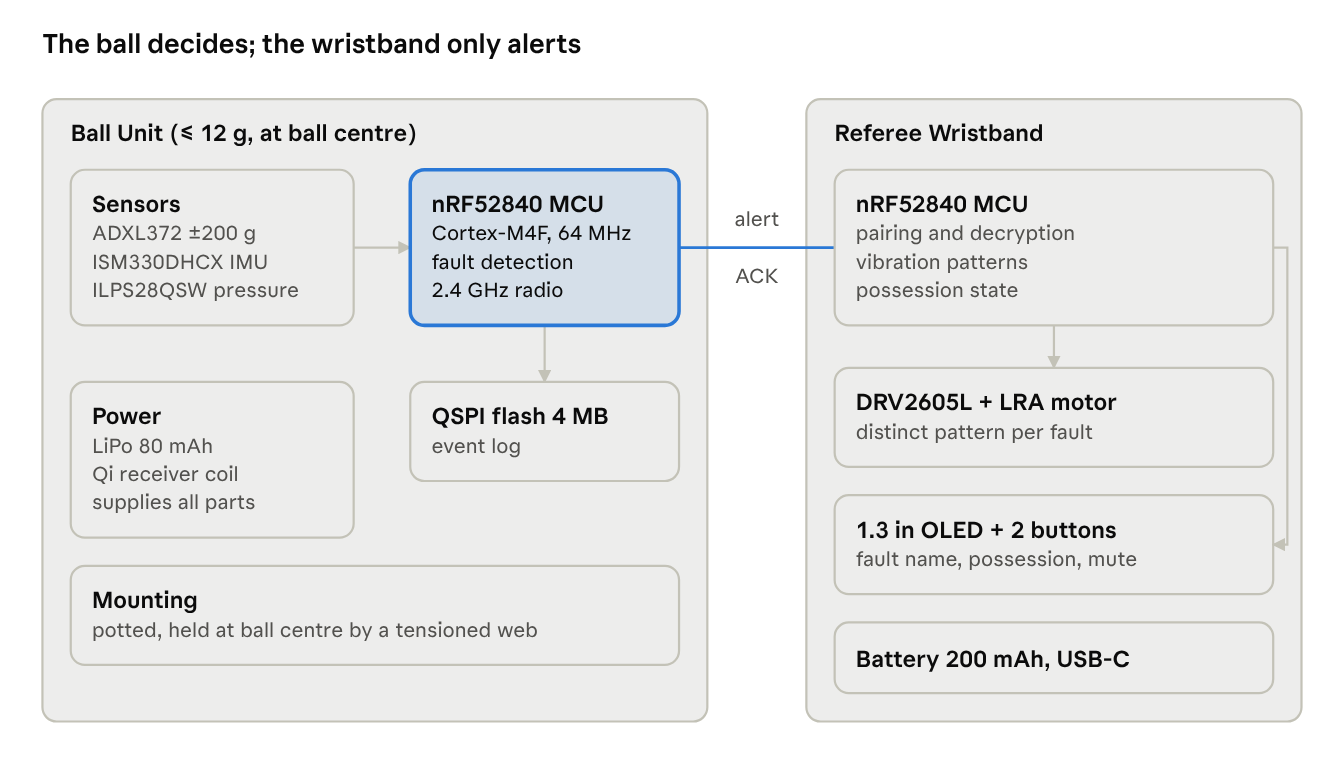 The ball decides; the wristband only alerts
Ball Unit (≤ 12 g, at ball centre)
Sensors
ADXL372 ±200 g
ISM330DHCX IMU
ILPS28QSW pressure
nRF52840 MCU
Cortex-M4F, 64 MHz
fault detection
2.4 GHz radio
Power
LiPo 80 mAh
Qi receiver coil
supplies all parts
QSPI flash 4 MB
event log
Mounting
potted, held at ball centre by a tensioned web
alert
ACK
Referee Wristband
nRF52840 MCU
pairing and decryption
vibration patterns
possession state
DRV2605L + LRA motor
distinct pattern per fault
1.3 in OLED + 2 buttons
fault name, possession, mute
Battery 200 mAh, USB-C